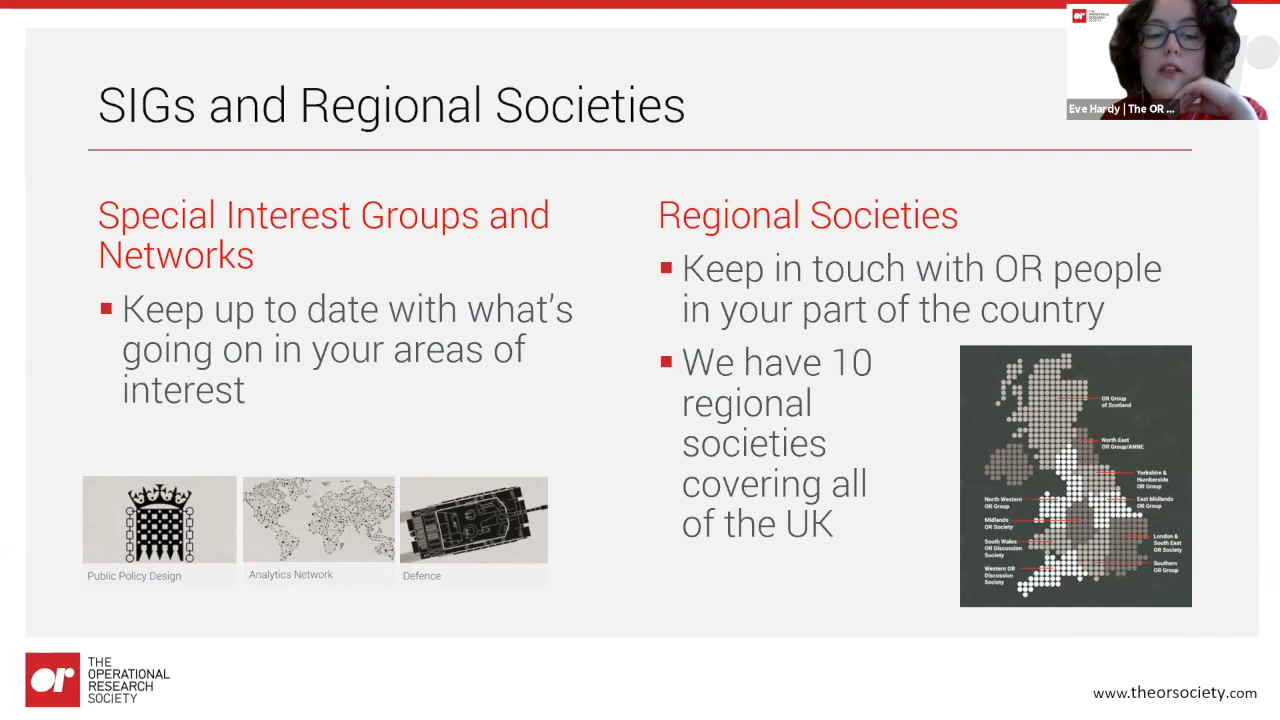 SIGs and Regional Societies
THE
OPERATIONAL
RESEARCH
SOCIETY
Eve Hardy | The OR ...
Special Interest Groups and
Networks
▪ Keep up to date with what's
going on in your areas of
interest
Public Policy Design
Analytics Network
Defence
Regional Societies
▪ Keep in touch with OR people
in your part of the country
▪ We have 10
regional
societies
covering all
of the UK
OR Group
of Scotland
North East
OR Group/ANNE
Yorkshire &
Humberside
OR Group
North Western
OR Group
East Midlands
OR Group
Midlands
OR Society
South Wales
OR Discussion
Society
London &
South East
OR Society
Western OR
Discussion
Society
Southern
OR Group
or
THE
OPERATIONAL
RESEARCH
SOCIETY
www.theorsociety.com